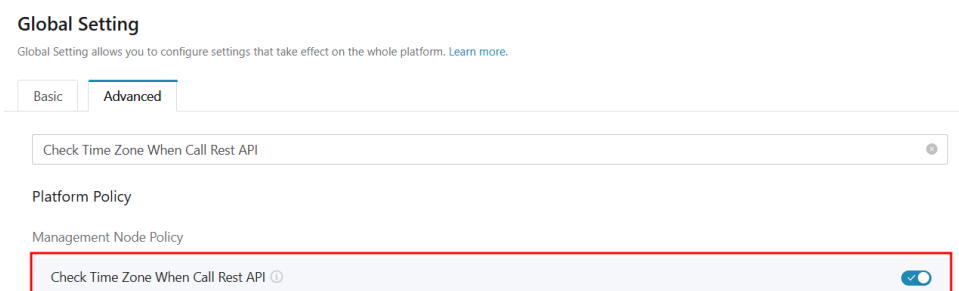 Global Setting
Global Setting allows you to configure settings that take effect on the whole platform. Learn more.
Basic
Advanced
Check Time Zone When Call Rest API
Platform Policy
Management Node Policy
Check Time Zone When Call Rest API